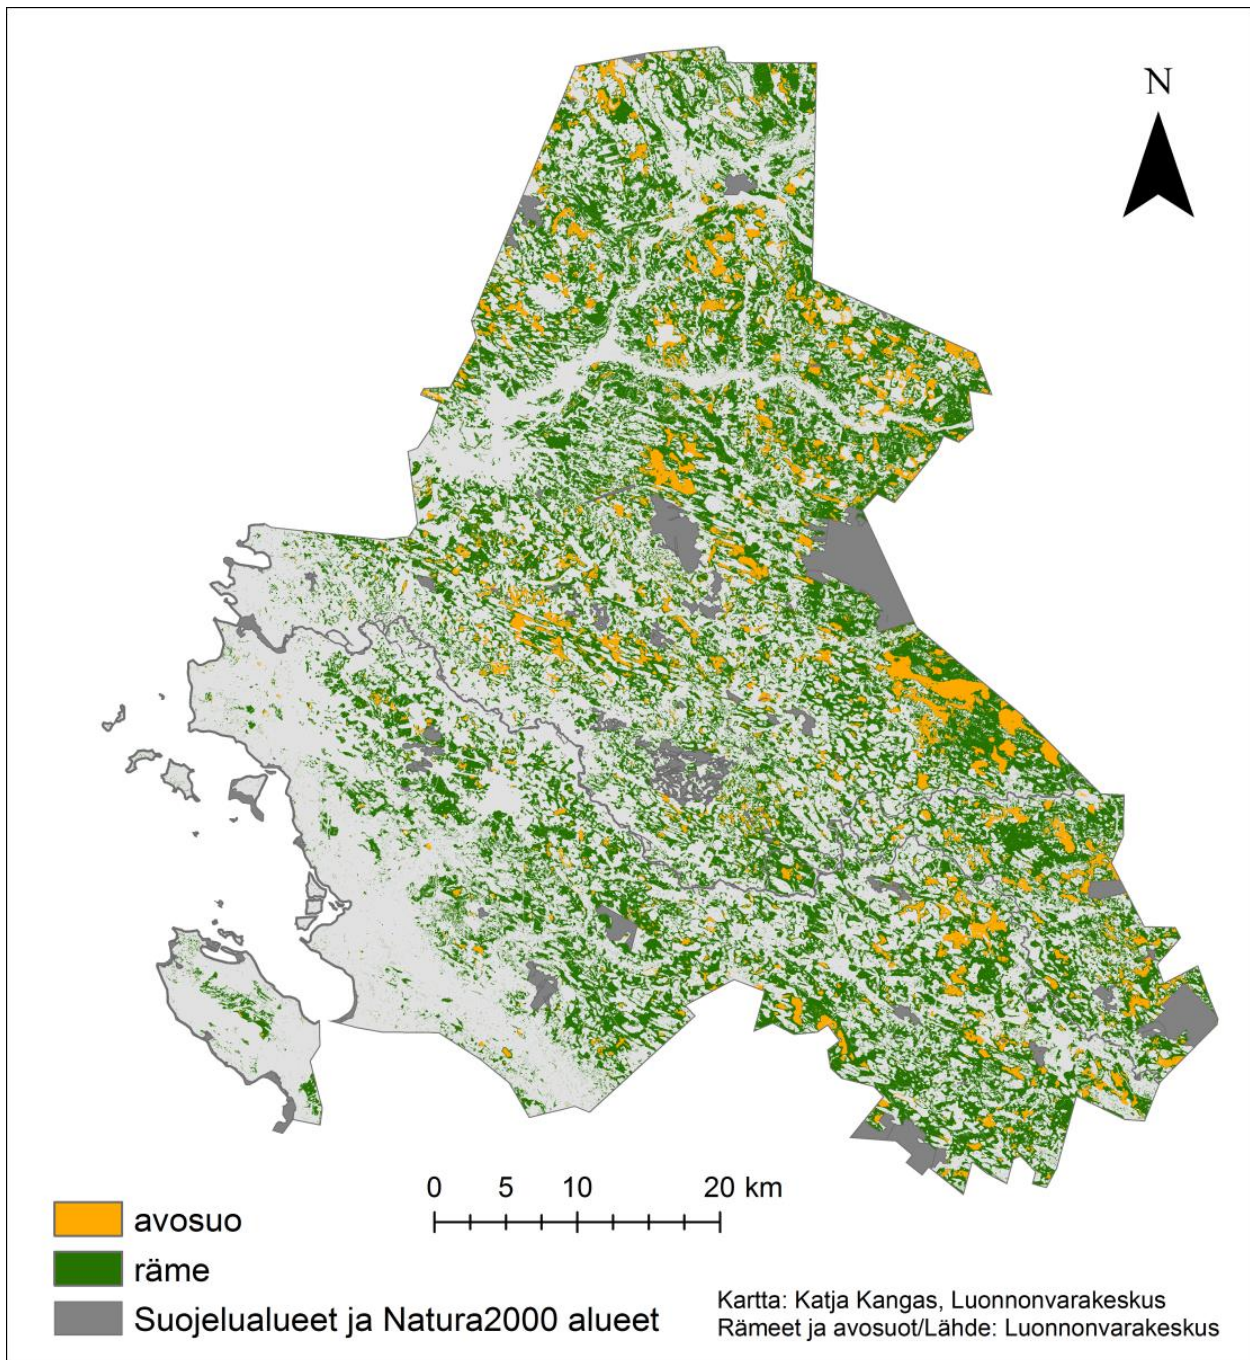 N
0 5 10 20 km
avosuo
räme
Suojelualueet ja Natura2000 alueet
Kartta: Katja Kangas, Luonnonvarakeskus
Rämeet ja avosuot/Lähde: Luonnonvarakeskus